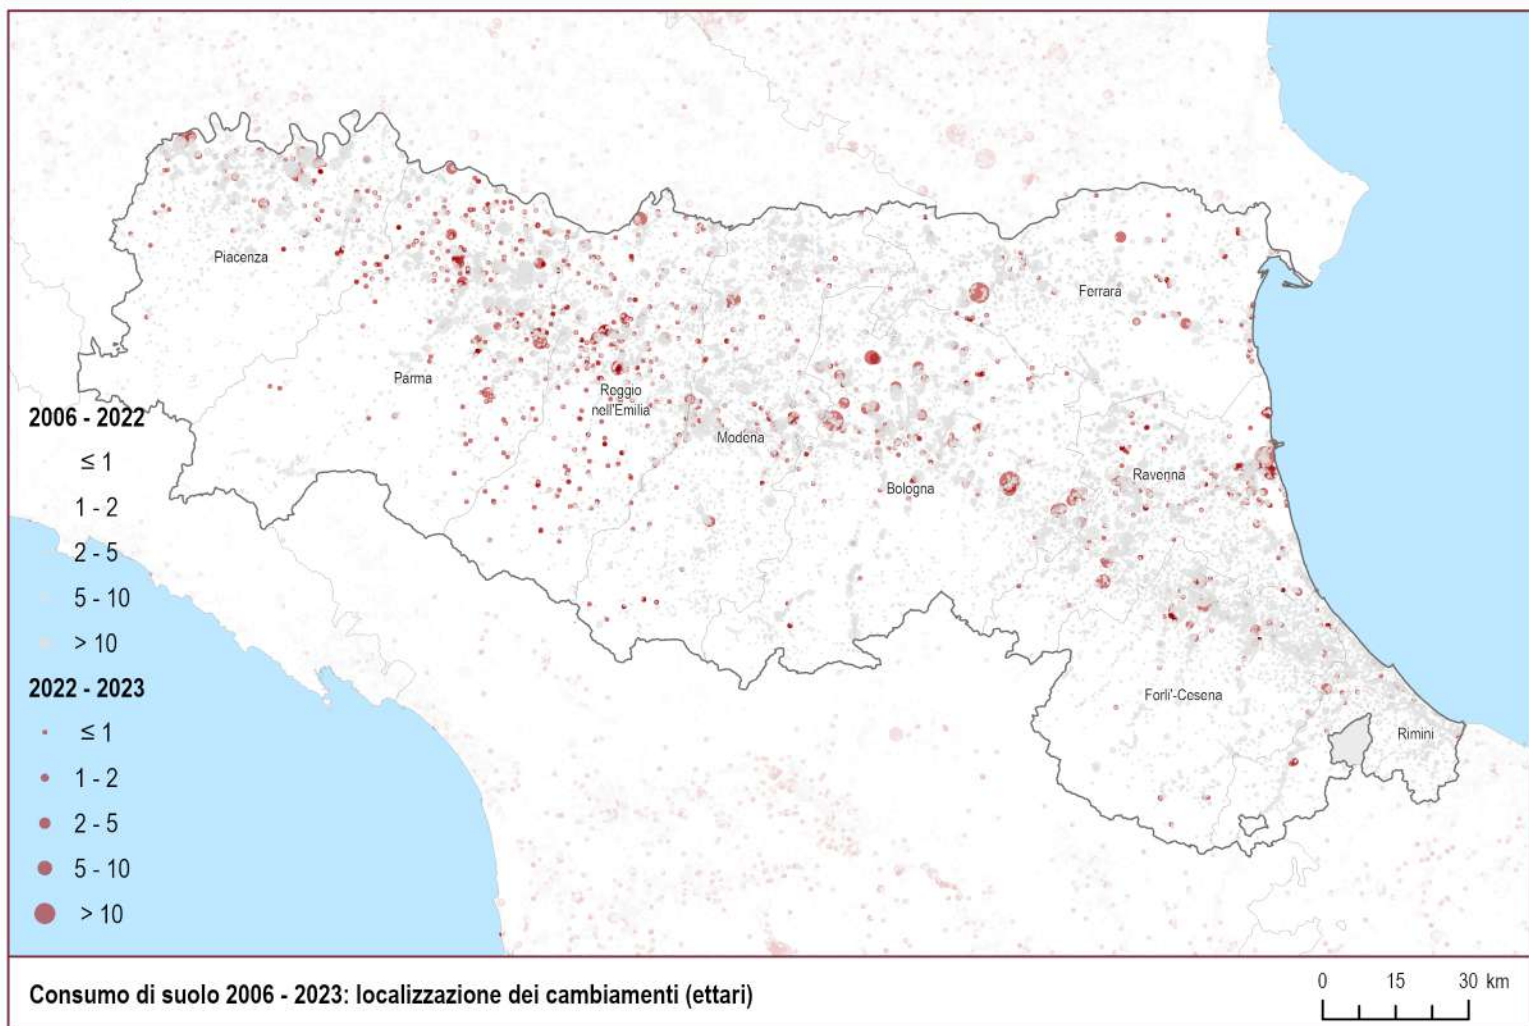 Piacenza
Ferrara
Parma
Reggio
nell'Emilia
Modena
Bologna
Ravenna
Forli'-Cesena
Rimini
2006 - 2022
≤ 1
1 - 2
2 - 5
5 - 10
> 10
2022 - 2023
≤ 1
1 - 2
2 - 5
5 - 10
> 10
Consumo di suolo 2006 - 2023: localizzazione dei cambiamenti (ettari)
0 15 30 km